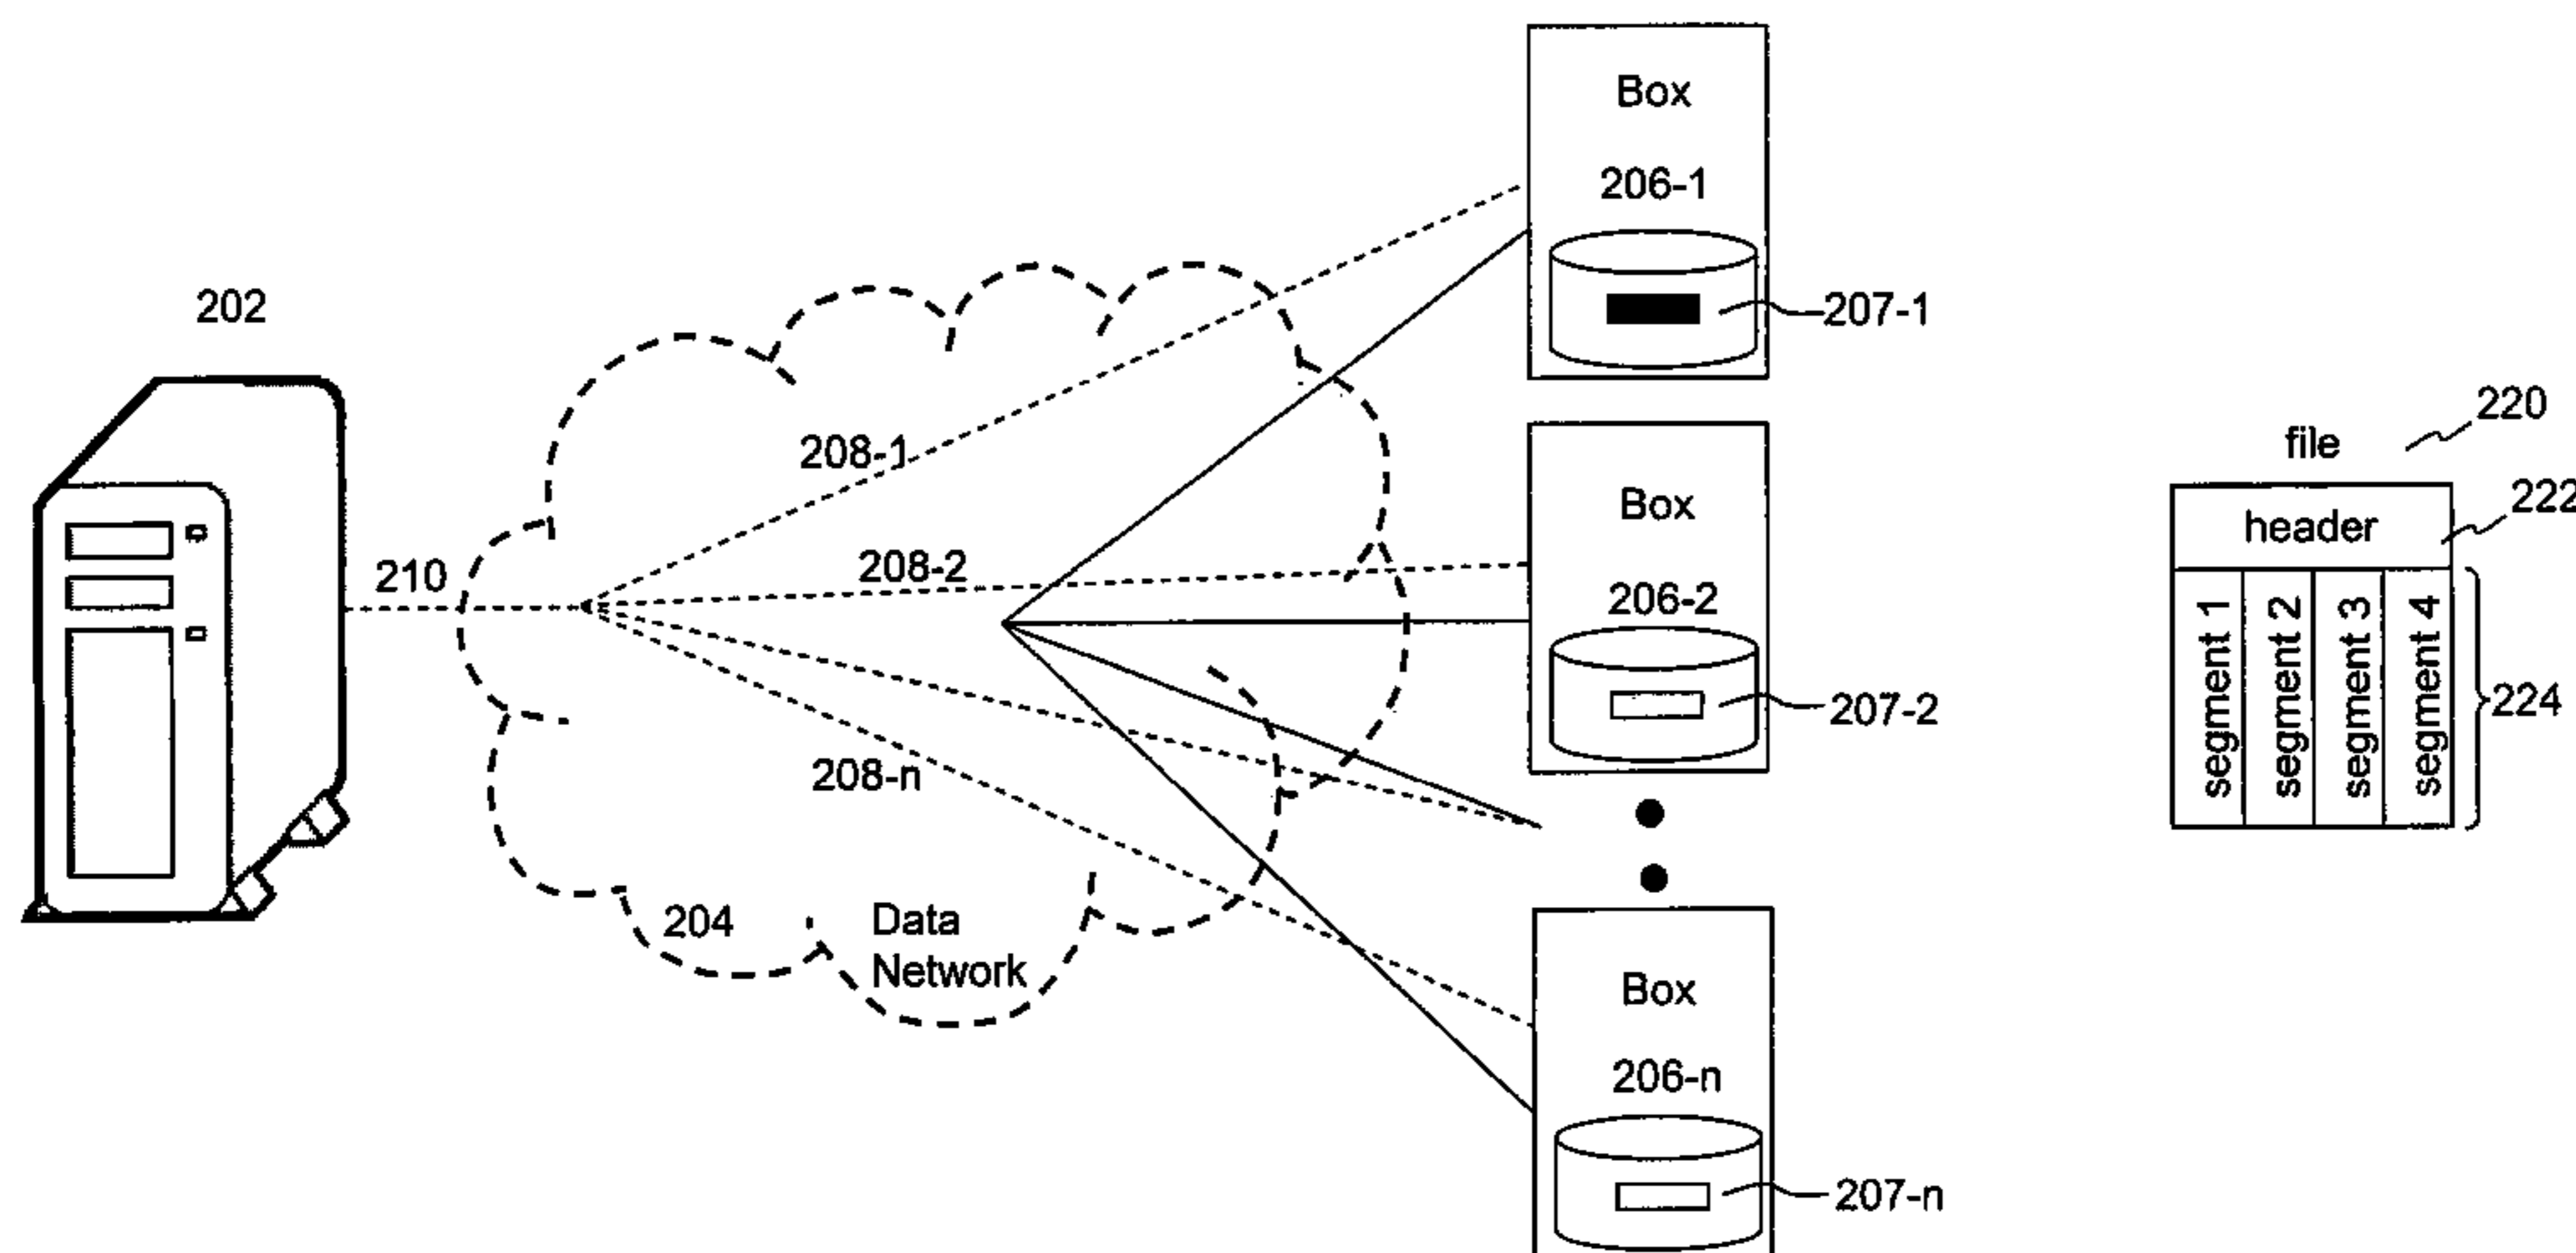 202
210
208-1
208-2
208-n
204
Data
Network
Box
206-1
207-1
Box
206-2
207-2
Box
206-n
207-n
file
220
header
222
segment 1
segment 2
segment 3
segment 4
224